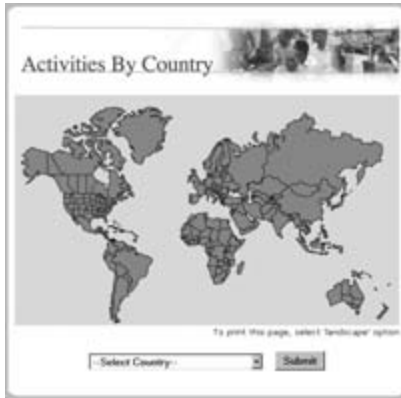 Activities By Country
To print this page, select 'landscape' option
--Select Country--
Submit